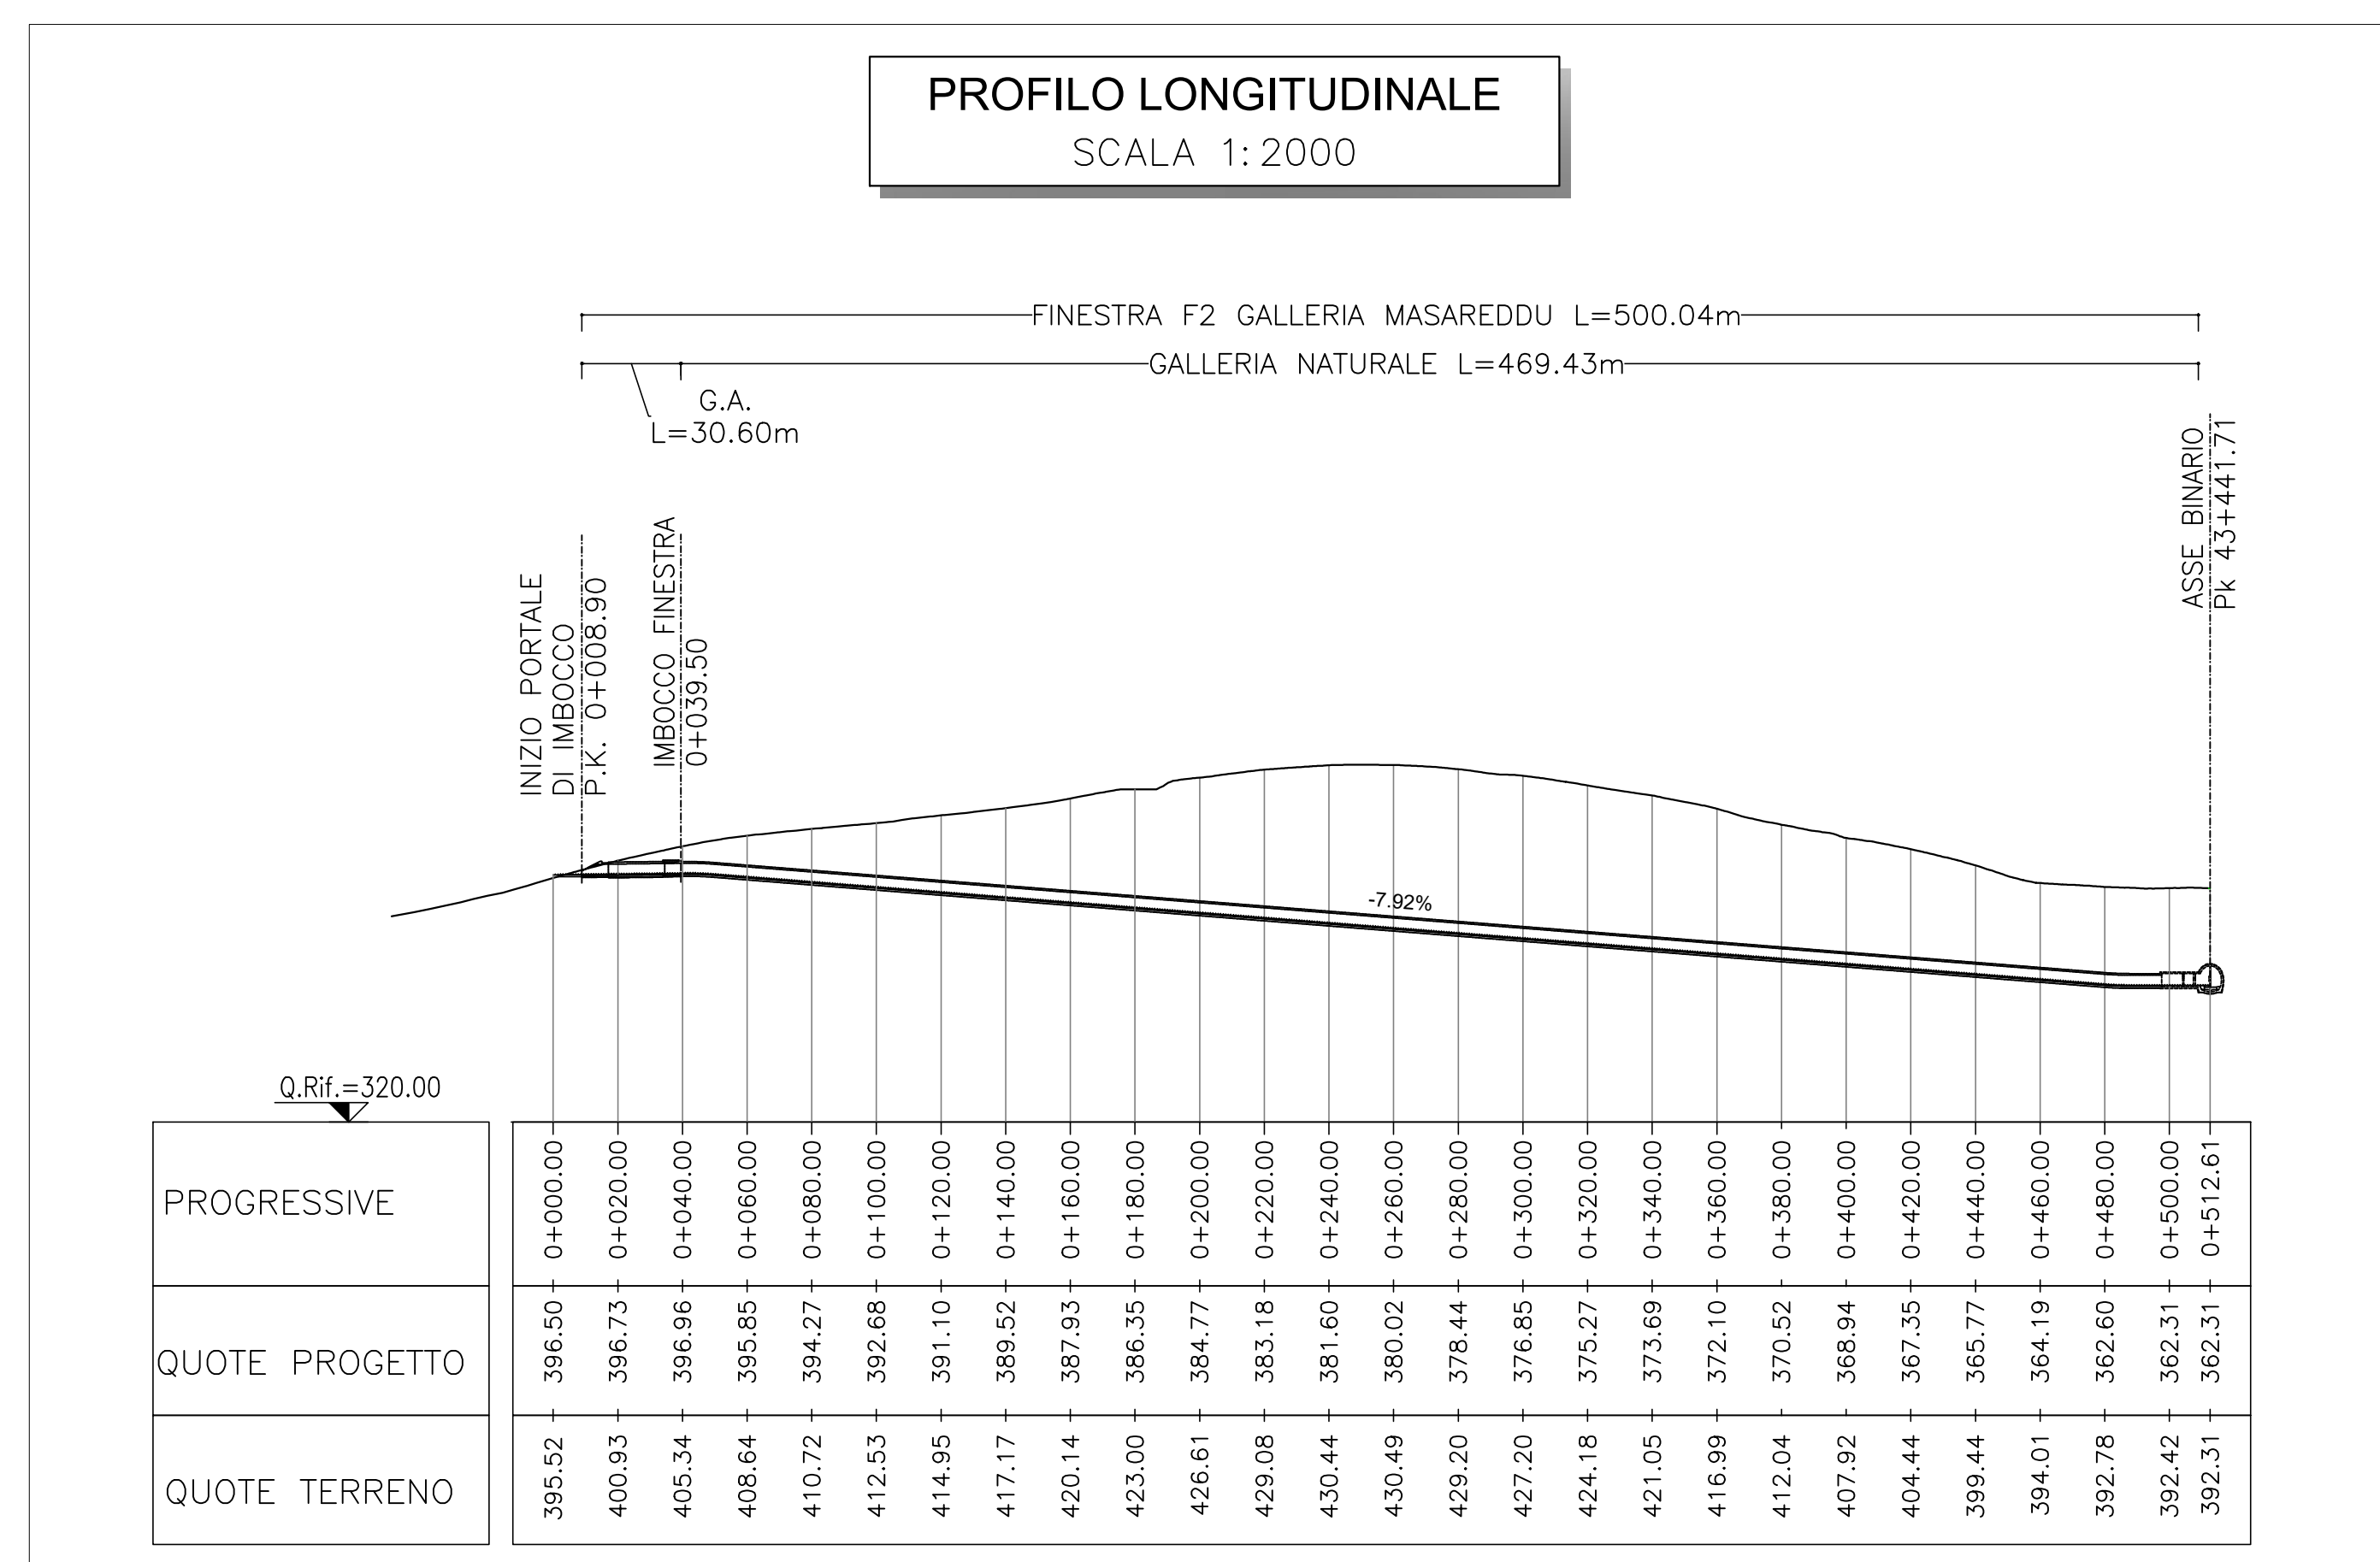 PROFILO LONGITUDINALE
SCALA 1:2000
FINESTRA F2 GALLERIA MASAREDDU L=500.04m
GALLERIA NATURALE L=469.43m
G.A.
L=30.60m
INIZIO PORTALE
DI IMBOCCO
P.K. 0+008.90
IMBOCCO FINESTRA
0+039.50
ASSE BINARIO
Pk 43+441.71
-7.92%
Q.Rif.=320.00
PROGRESSIVE
0+000.00 0+020.00 0+040.00 0+060.00 0+080.00 0+100.00 0+120.00 0+140.00 0+160.00 0+180.00 0+200.00 0+220.00 0+240.00 0+260.00 0+280.00 0+300.00 0+320.00 0+340.00 0+360.00 0+380.00 0+400.00 0+420.00 0+440.00 0+460.00 0+480.00 0+500.00 0+512.61
QUOTE PROGETTO
396.50 396.73 396.96 395.85 394.27 392.68 391.10 389.52 387.93 386.35 384.77 383.18 381.60 380.02 378.44 376.85 375.27 373.69 372.10 370.52 368.94 367.35 365.77 364.19 362.60 362.31 362.31
QUOTE TERRENO
395.52 400.93 405.34 408.64 410.72 412.53 414.95 417.17 420.14 423.00 426.61 429.08 430.44 430.49 429.20 427.20 424.18 421.05 416.99 412.04 407.92 404.44 399.44 394.01 392.78 392.42 392.31